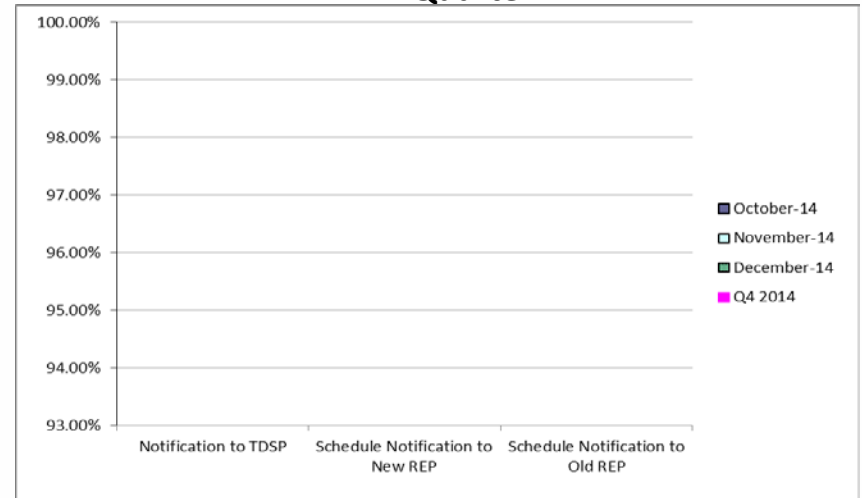 100.00%
99.00%
98.00%
97.00%
96.00%
95.00%
94.00%
93.00%
Notification to TDSP
Schedule Notification to
New REP
Schedule Notification to
Old REP
October-14
November-14
December-14
Q4 2014